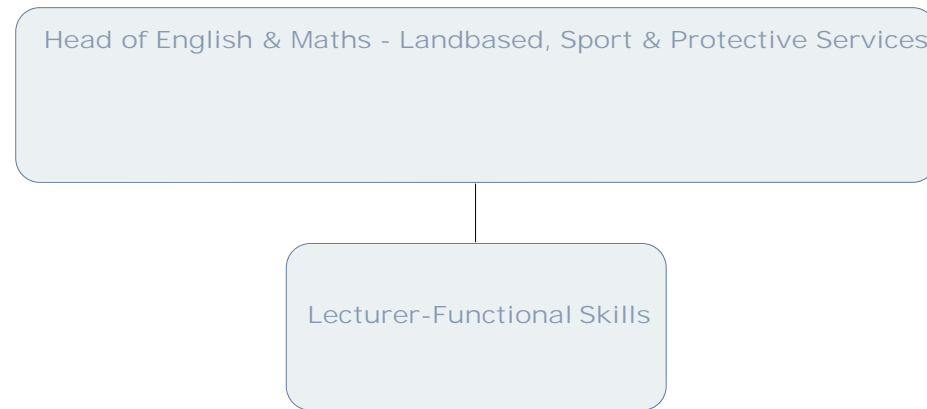 Head of English & Maths - Landbased, Sport & Protective Services
Lecturer-Functional Skills